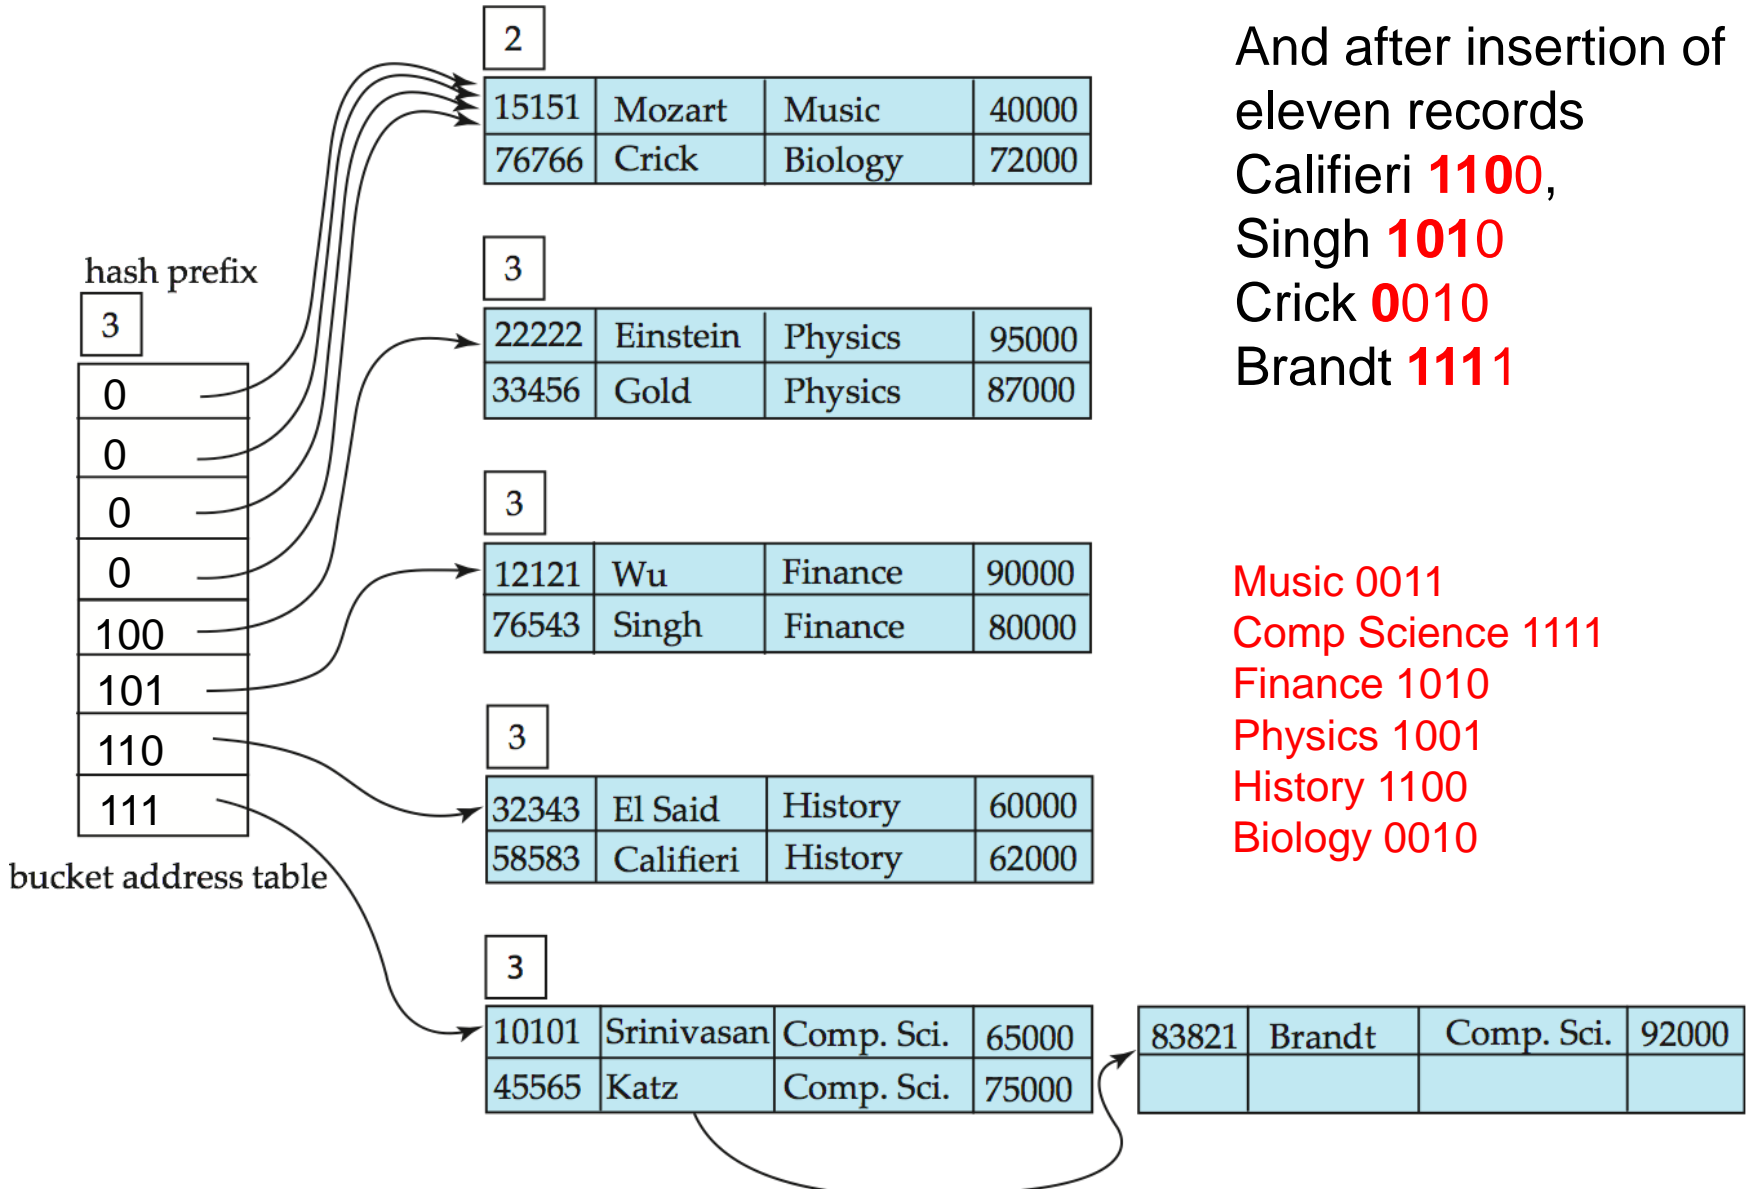 And after insertion of
eleven records
Califieri 1100,
Singh 1010
Crick 0010
Brandt 1111
Music 0011
Comp Science 1111
Finance 1010
Physics 1001
History 1100
Biology 0010
hash prefix
3
0
0
0
0
100
101
110
111
bucket address table
2
15151 Mozart Music 40000
76766 Crick Biology 72000
3
22222 Einstein Physics 95000
33456 Gold Physics 87000
3
12121 Wu Finance 90000
76543 Singh Finance 80000
3
32343 El Said History 60000
58583 Califieri History 62000
3
10101 Srinivasan Comp. Sci. 65000
45565 Katz Comp. Sci. 75000
83821 Brandt Comp. Sci. 92000